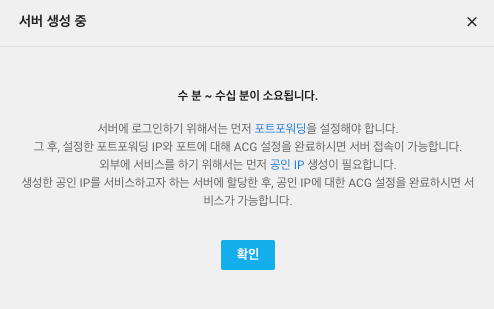 서버 생성 중
수 분 ~ 수십 분이 소요됩니다.
서버에 로그인하기 위해서는 먼저 포트포워딩을 설정해야 합니다.
그 후, 설정한 포트포워딩 IP와 포트에 대해 ACG 설정을 완료하시면 서버 접속이 가능합니다.
외부에 서비스를 하기 위해서는 먼저 공인 IP 생성이 필요합니다.
생성한 공인 IP를 서비스하고자 하는 서버에 할당한 후, 공인 IP에 대한 ACG 설정을 완료하시면 서
비스가 가능합니다.
확인